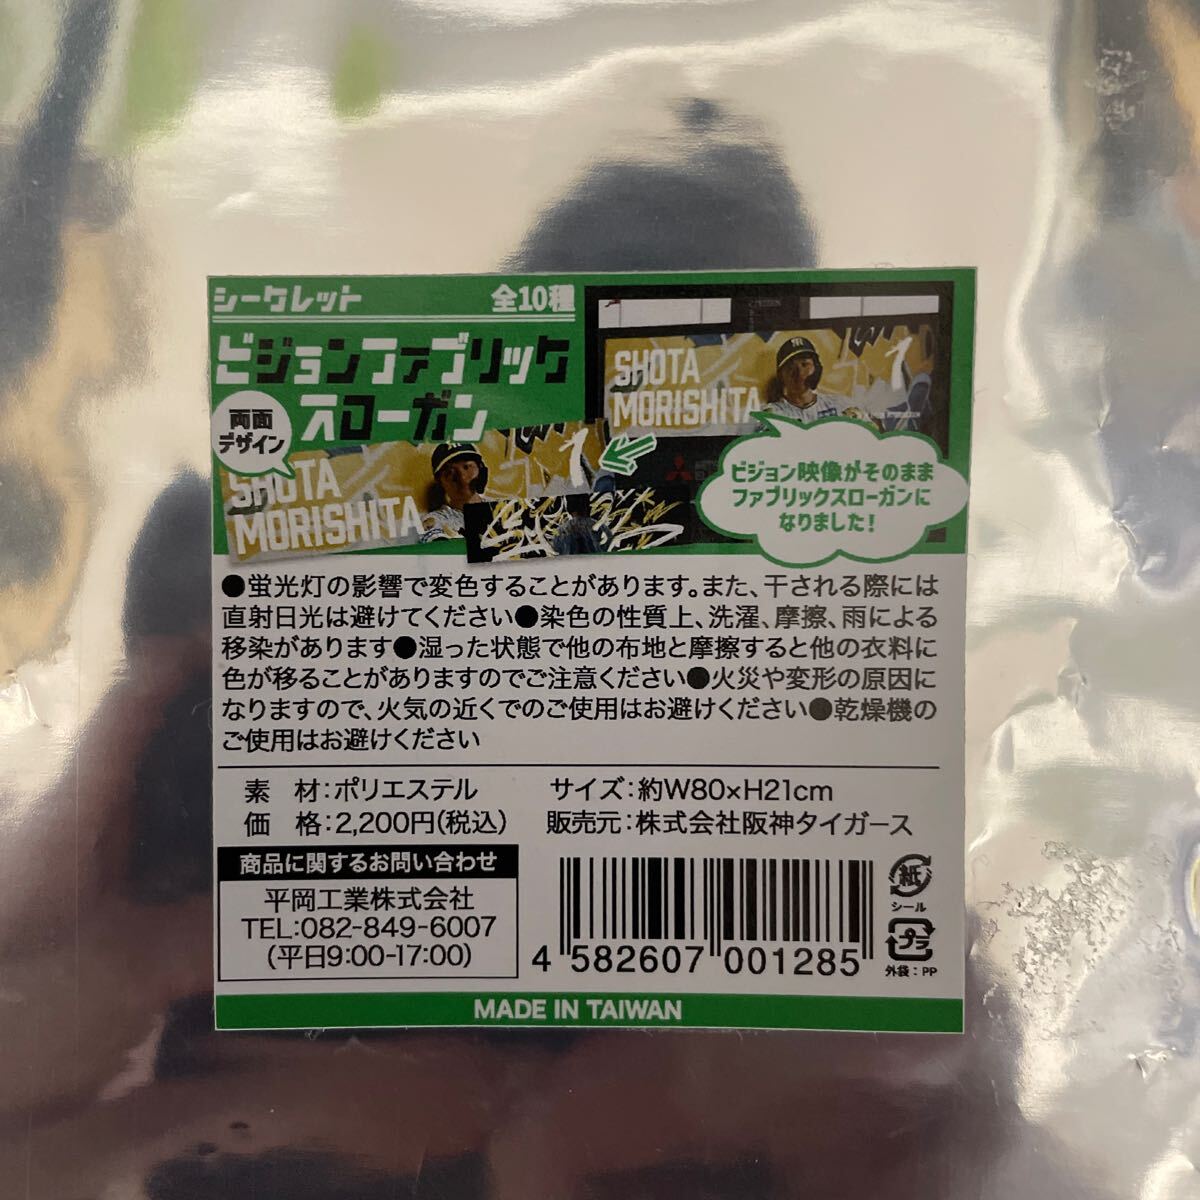 シークレット 全10種
ビジョンファブリック
スローガン
両面
デザイン
SHOTA
MORISHITA
1
SHOTA
MORISHITA
1
ビジョン映像がそのまま
ファブリックスローガンに
なりました!
●蛍光灯の影響で変色することがあります。また、干される際には
直射日光は避けてください●染色の性質上、洗濯、摩擦、雨による
移染があります●湿った状態で他の布地と摩擦すると他の衣料に
色が移ることがありますのでご注意ください●火災や変形の原因に
なりますので、火気の近くでのご使用はお避けください●乾燥機の
ご使用はお避けください
素 材:ポリエステル サイズ:約W80×H21cm
価 格:2,200円(税込) 販売元:株式会社阪神タイガース
商品に関するお問い合わせ
平岡工業株式会社
TEL:082-849-6007
(平日9:00-17:00)
4 582607 001285
紙
シール
プラ
外袋:PP
MADE IN TAIWAN